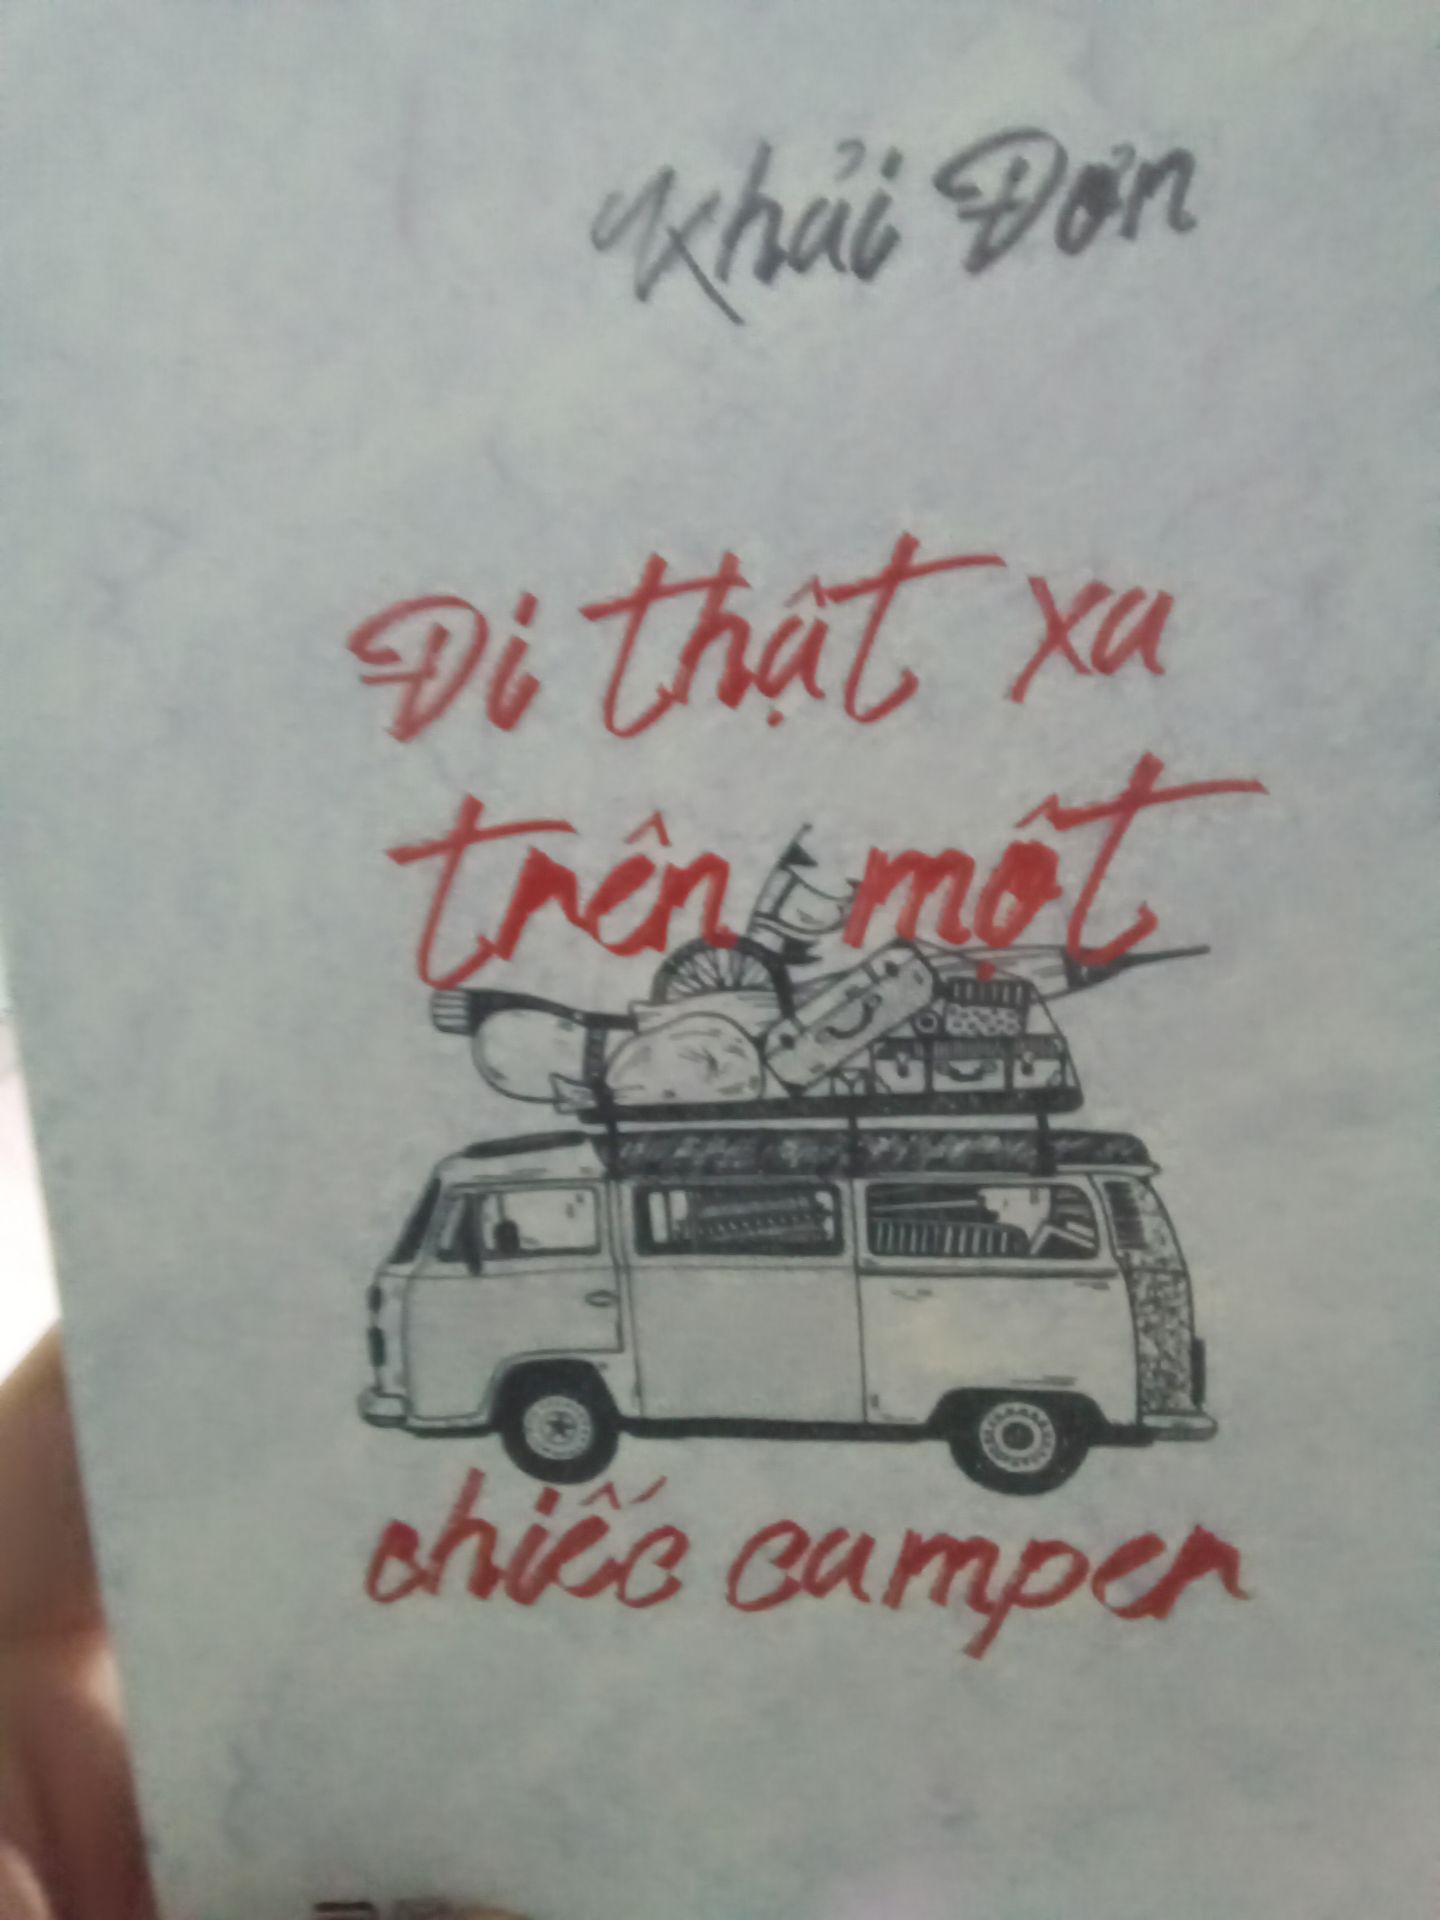 Khải Đơn
Đi thật xa
trên một
chiếc camper